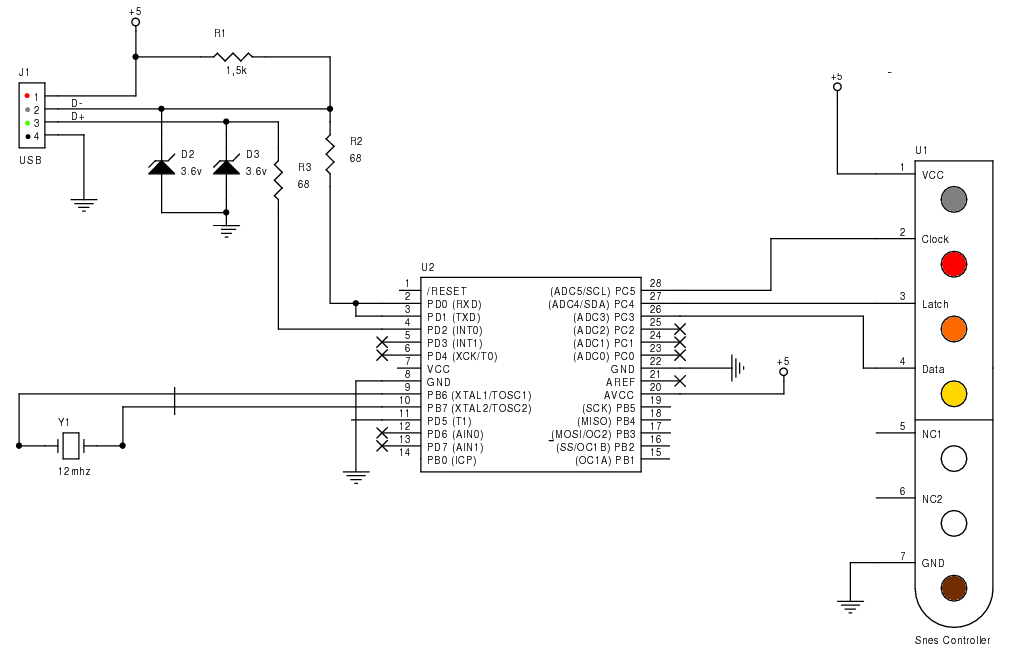 +5
R1
1,5k
J1
1
2
3
4
D-
D+
USB
D2
3.6v
D3
3.6v
R3
68
R2
68
+5
U1
1 VCC
2 Clock
3 Latch
4 Data
5 NC1
6 NC2
7 GND
Snes Controller
U2
1 /RESET
2 PD0 (RXD)
3 PD1 (TXD)
4 PD2 (INT0)
5 PD3 (INT1)
6 PD4 (XCK/T0)
7 VCC
8 GND
9 PB6 (XTAL1/TOSC1)
10 PB7 (XTAL2/TOSC2)
11 PD5 (T1)
12 PD6 (AIN0)
13 PD7 (AIN1)
14 PB0 (ICP)
(ADC5/SCL) PC5 28
(ADC4/SDA) PC4 27
(ADC3) PC3 26
(ADC2) PC2 25
(ADC1) PC1 24
(ADC0) PC0 23
GND 22
AREF 21
AVCC 20
(SCK) PB5 19
(MISO) PB4 18
(MOSI/OC2) PB3 17
(SS/OC1B) PB2 16
(OC1A) PB1 15
+5
Y1
12mhz